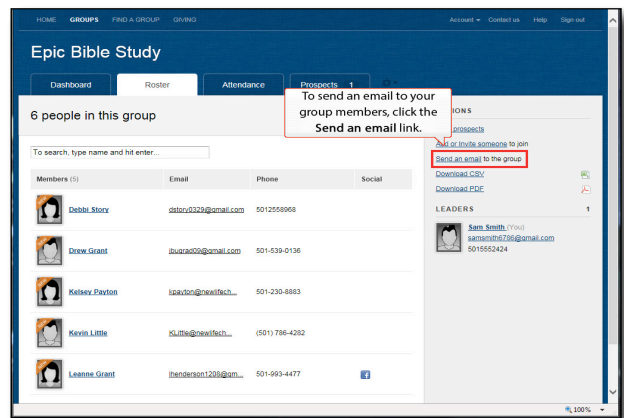 HOME GROUPS FIND A GROUP GIVING Account Contact us Help Sign out
Epic Bible Study
Dashboard Roster Attendance Prospects 1
To send an email to your
group members, click the
Send an email link.
6 people in this group
IONS
prospects
Add or invite someone to join
To search, type name and hit enter...
Send an email to the group
Members (5) Email Phone Social
Download CSV
Download PDF
LEADERS 1
Debbi Story dstory0329@gmail.com 5012558968
Sam Smith (You)
samsmith6786@gmail.com
5015552424
Drew Grant ibugrad09@gmail.com 501-539-0136
Kelsey Payton kpayton@newlifech... 501-230-8883
Kevin Little KLittle@newlifech... (501) 786-4282
Leanne Grant lhenderson1208@gm... 501-993-4477
100%